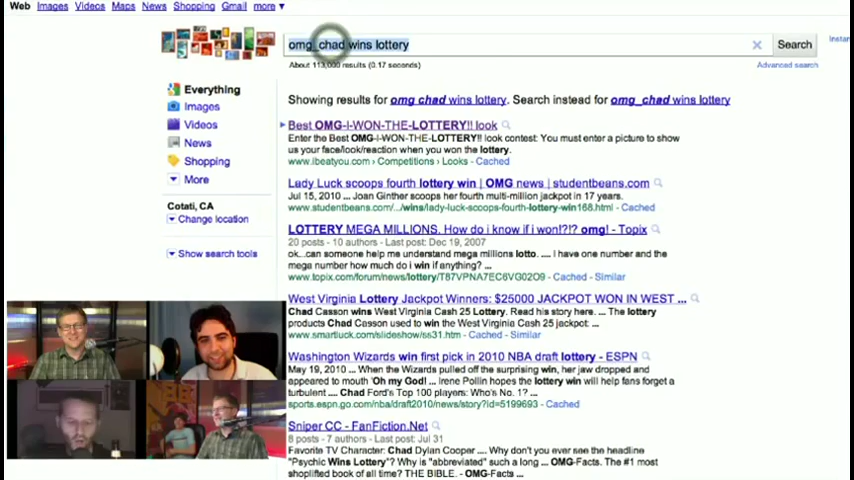 Web Images Videos Maps News Shopping Gmail more ▼
omg_chad wins lottery
Search
Instan
About 113,000 results (0.17 seconds)
Advanced search
Everything
Images
Videos
News
Shopping
More
Cotati, CA
Change location
Show search tools
Showing results for omg chad wins lottery. Search instead for omg_chad wins lottery
Best OMG-I-WON-THE-LOTTERY!! look
Enter the Best OMG-I-WON-THE-LOTTERY!! look contest: You must enter a picture to show
us your face/look/reaction when you won the lottery.
www.ibeatyou.com › Competitions › Looks - Cached
Lady Luck scoops fourth lottery win | OMG news | studentbeans.com
Jul 15, 2010 ... Joan Ginther scoops her fourth multi-million jackpot in 17 years.
www.studentbeans.com/.../wins/lady-luck-scoops-fourth-lottery-win168.html - Cached
LOTTERY MEGA MILLIONS. How do i know if i won!?!? omg! - Topix
20 posts - 10 authors - Last post: Dec 19, 2007
ok...can someone help me understand mega millions lotto. .... I have one number and the
mega number how much do i win if anything? ...
www.topix.com/forum/news/lottery/T87VPNA7EC6VG02O9 - Cached - Similar
West Virginia Lottery Jackpot Winners: $25000 JACKPOT WON IN WEST ...
Chad Casson wins West Virginia Cash 25 Lottery. Read his story here. ... The lottery
products Chad Casson used to win the West Virginia Cash 25 jackpot: ...
www.smartluck.com/slideshow/ss31.htm - Cached - Similar
Washington Wizards win first pick in 2010 NBA draft lottery - ESPN
May 19, 2010 ... When the Wizards pulled off the surprising win, her jaw dropped and
appeared to mouth 'Oh my God! ... Irene Pollin hopes the lottery win will help fans forget a
turbulent .... Chad Ford's Top 100 players: Who's No. 1? ...
sports.espn.go.com/nba/draft2010/news/story?id=5199693 - Cached
Sniper CC - FanFiction.Net
8 posts - 7 authors - Last post: Jul 31
Favorite TV Character: Chad Dylan Cooper .... Why don't you ever see the headline
"Psychic Wins Lottery"? Why is "abbreviated" such a long ... OMG-Facts. The #1 most
shoplifted book of all time? THE BIBLE. - OMG-Facts ...